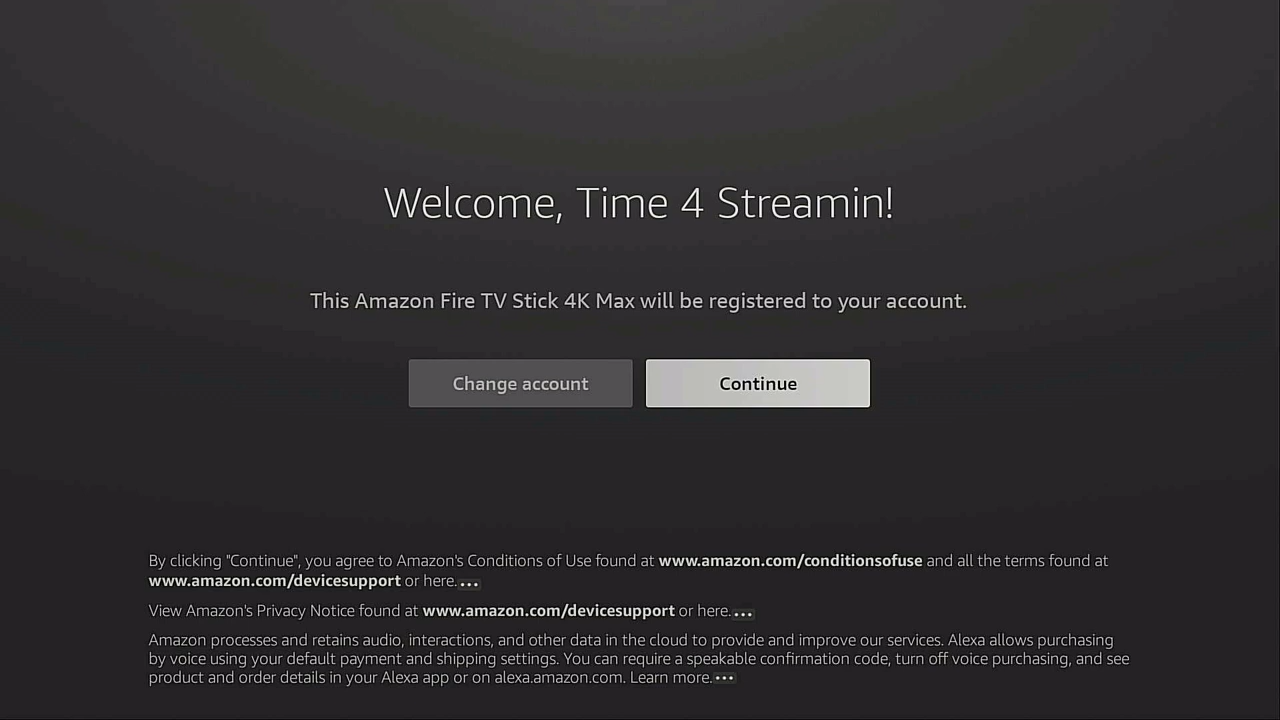 Welcome, Time 4 Streamin!
This Amazon Fire TV Stick 4K Max will be registered to your account.
Change account
Continue
By clicking "Continue", you agree to Amazon's Conditions of Use found at www.amazon.com/conditionsofuse and all the terms found at
www.amazon.com/devicesupport or here.
View Amazon's Privacy Notice found at www.amazon.com/devicesupport or here.
Amazon processes and retains audio, interactions, and other data in the cloud to provide and improve our services. Alexa allows purchasing
by voice using your default payment and shipping settings. You can require a speakable confirmation code, turn off voice purchasing, and see
product and order details in your Alexa app or on alexa.amazon.com. Learn more.